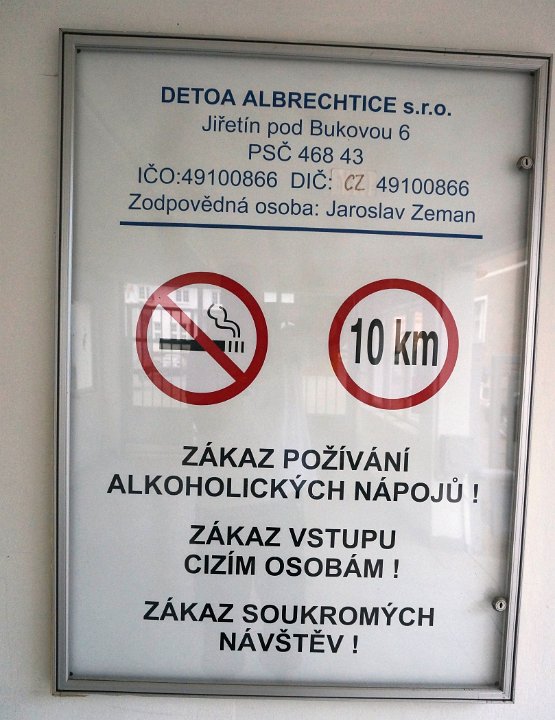 DETOA ALBRECHTICE s.r.o.
Jiřetín pod Bukovou 6
PSČ 468 43
IČO:49100866 DIČ: CZ 49100866
Zodpovědná osoba: Jaroslav Zeman
10 km
ZÁKAZ POŽÍVÁNÍ
ALKOHOLICKÝCH NÁPOJŮ !
ZÁKAZ VSTUPU
CIZÍM OSOBÁM !
ZÁKAZ SOUKROMÝCH
NÁVŠTĚV !